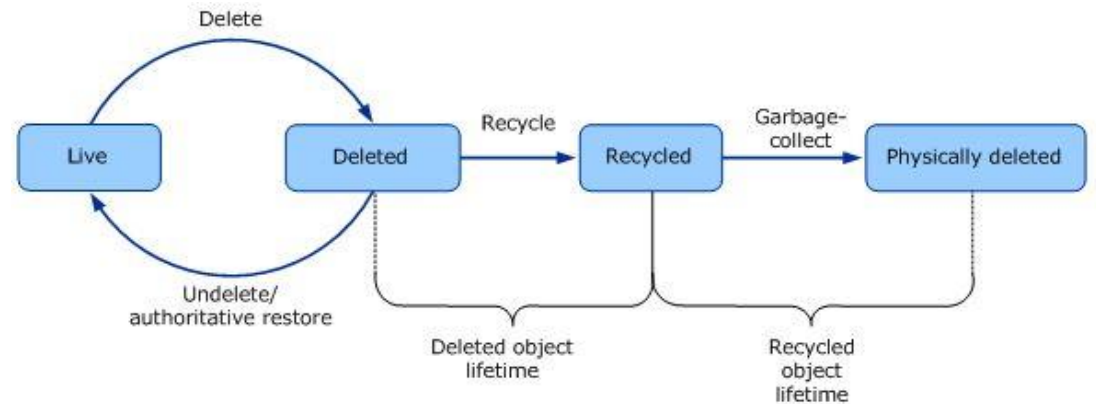 Delete
Live
Deleted
Recycle
Recycled
Garbage-
collect
Physically deleted
Undelete/
authoritative restore
Deleted object
lifetime
Recycled
object
lifetime